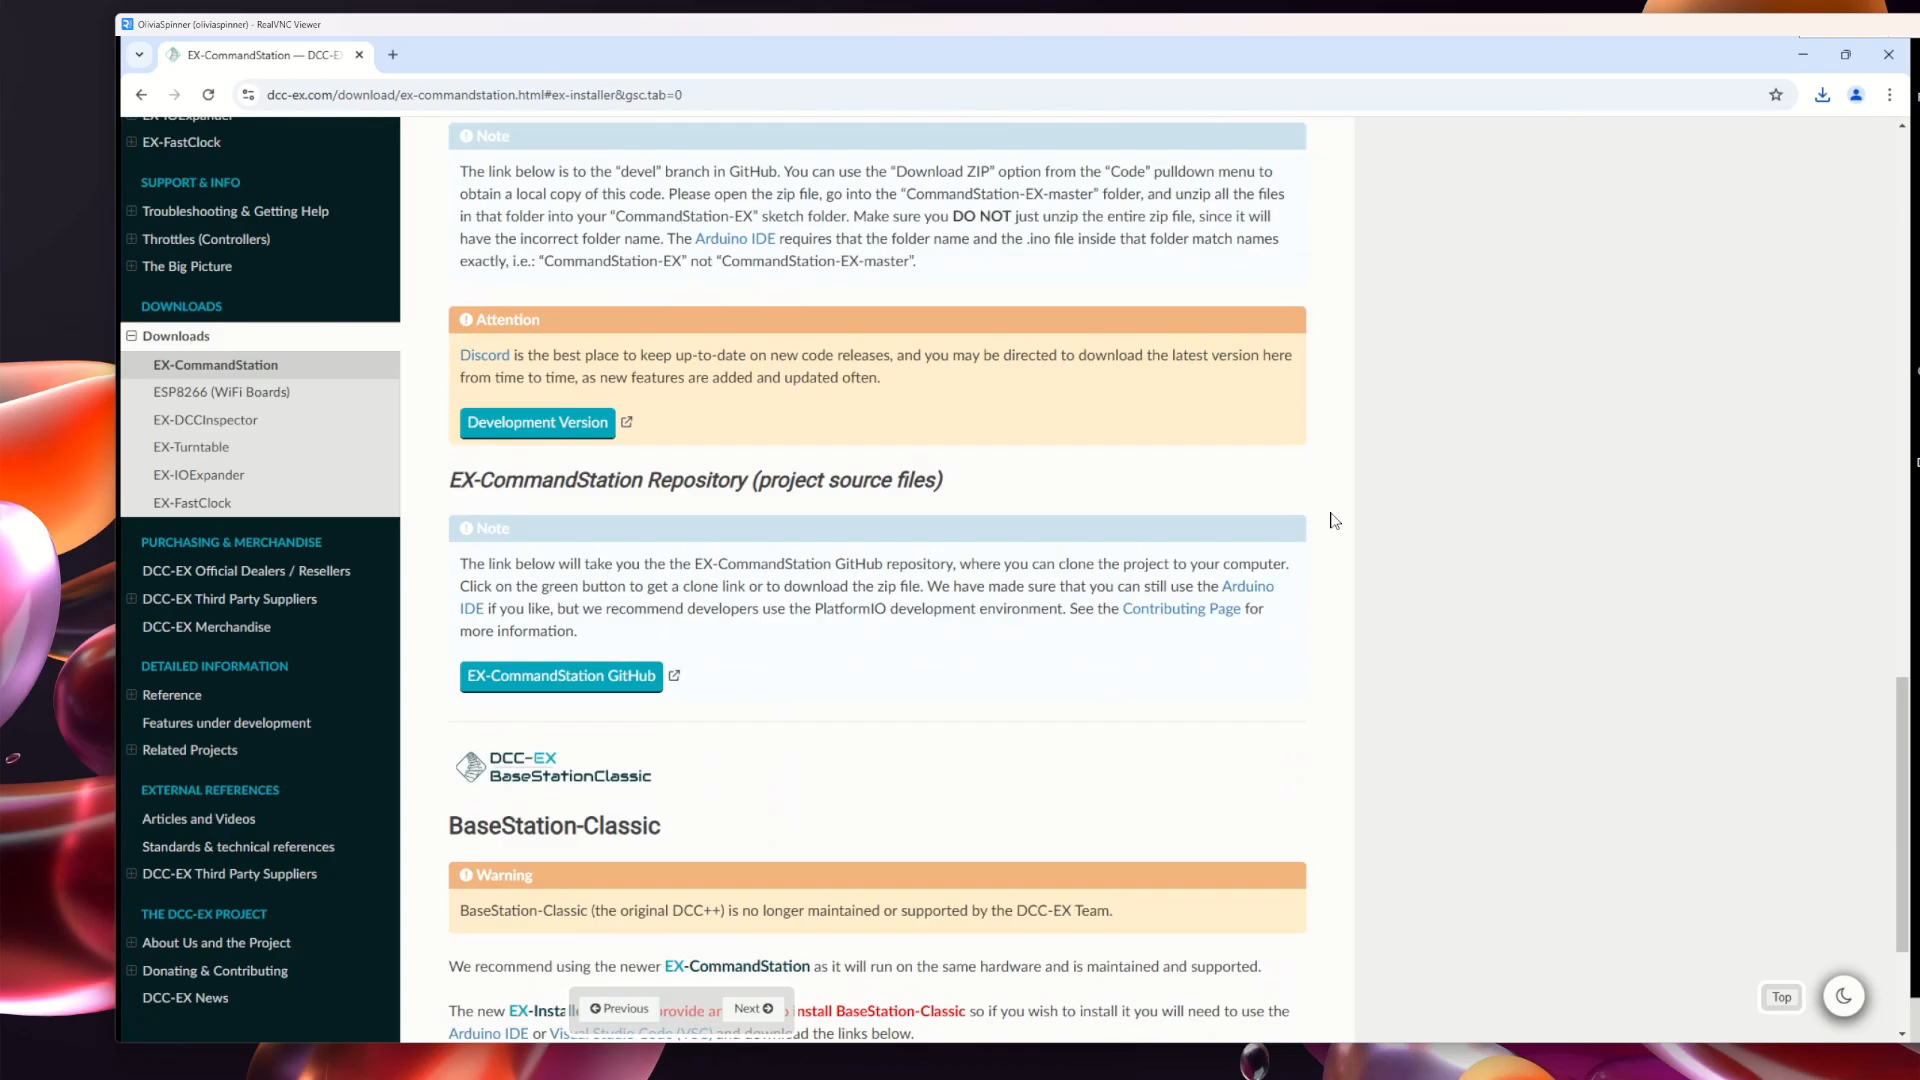 OliviaSpinner (oliviaspinner) - RealVNC Viewer
EX-CommandStation — DCC-E
dcc-ex.com/download/ex-commandstation.html#ex-installer&gsc.tab=0
EX-IOExpander
EX-FastClock
SUPPORT & INFO
Troubleshooting & Getting Help
Throttles (Controllers)
The Big Picture
DOWNLOADS
Downloads
EX-CommandStation
ESP8266 (WiFi Boards)
EX-DCCInspector
EX-Turntable
EX-IOExpander
EX-FastClock
PURCHASING & MERCHANDISE
DCC-EX Official Dealers / Resellers
DCC-EX Third Party Suppliers
DCC-EX Merchandise
DETAILED INFORMATION
Reference
Features under development
Related Projects
EXTERNAL REFERENCES
Articles and Videos
Standards & technical references
DCC-EX Third Party Suppliers
THE DCC-EX PROJECT
About Us and the Project
Donating & Contributing
DCC-EX News
Note
The link below is to the “devel” branch in GitHub. You can use the “Download ZIP” option from the “Code” pulldown menu to
obtain a local copy of this code. Please open the zip file, go into the “CommandStation-EX-master” folder, and unzip all the files
in that folder into your “CommandStation-EX” sketch folder. Make sure you DO NOT just unzip the entire zip file, since it will
have the incorrect folder name. The Arduino IDE requires that the folder name and the .ino file inside that folder match names
exactly, i.e.: “CommandStation-EX” not “CommandStation-EX-master”.
Attention
Discord is the best place to keep up-to-date on new code releases, and you may be directed to download the latest version here
from time to time, as new features are added and updated often.
Development Version
EX-CommandStation Repository (project source files)
Note
The link below will take you the the EX-CommandStation GitHub repository, where you can clone the project to your computer.
Click on the green button to get a clone link or to download the zip file. We have made sure that you can still use the Arduino
IDE if you like, but we recommend developers use the PlatformIO development environment. See the Contributing Page for
more information.
EX-CommandStation GitHub
DCC-EX
BaseStationClassic
BaseStation-Classic
Warning
BaseStation-Classic (the original DCC++) is no longer maintained or supported by the DCC-EX Team.
We recommend using the newer EX-CommandStation as it will run on the same hardware and is maintained and supported.
The new EX-Install provide an install BaseStation-Classic so if you wish to install it you will need to use the
Arduino IDE or Visual Studio Code (VSC) and download the links below.
Previous
Next
Top